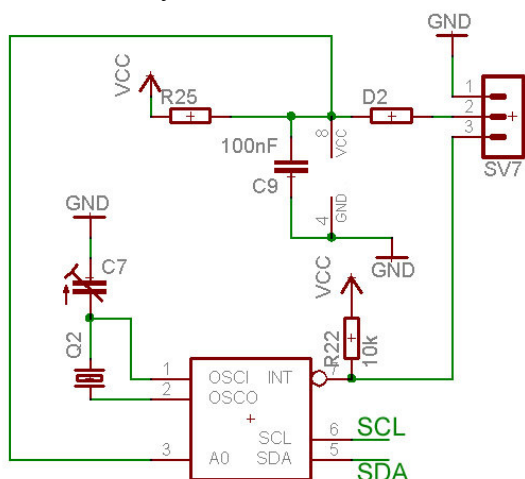 GND
VCC
R25
D2
1
2
3
SV7
100nF
C9
8
VCC
4
GND
GND
GND
C7
VCC
R22
10k
Q2
1
OSCI
INT
7
2
OSCO
SCL
6
SCL
3
A0
SDA
5
SDA